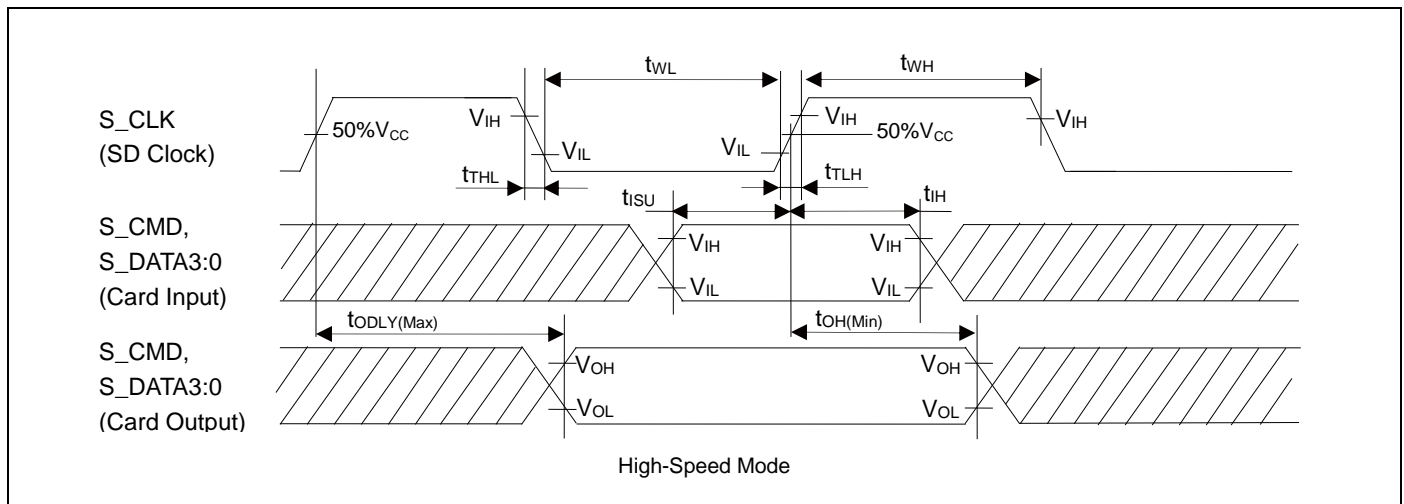 tWL
tWH
S_CLK
(SD Clock)
50%VCC
VIH
VIL
VIL
VIH
50%VCC
VIH
tTHL
tTLH
tISU
tIH
S_CMD,
S_DATA3:0
(Card Input)
VIH
VIL
VIH
VIL
tODLY(Max)
tOH(Min)
S_CMD,
S_DATA3:0
(Card Output)
VOH
VOL
VOH
VOL
High-Speed Mode